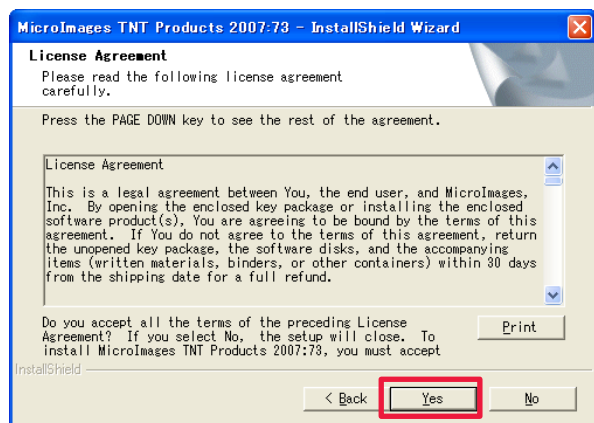 MicroImages TNT Products 2007:73 - InstallShield Wizard
License Agreement
Please read the following license agreement
carefully.
Press the PAGE DOWN key to see the rest of the agreement.
License Agreement
This is a legal agreement between You, the end user, and MicroImages,
Inc.  By opening the enclosed key package or installing the enclosed
software product(s), You are agreeing to be bound by the terms of this
agreement.  If You do not agree to the terms of this agreement, return
the unopened key package, the software disks, and the accompanying
items (written materials, binders, or other containers) within 30 days
from the shipping date for a full refund.
Do you accept all the terms of the preceding License
Agreement?  If you select No,  the setup will close.  To
install MicroImages TNT Products 2007:73, you must accept
Print
InstallShield
< Back
Yes
No